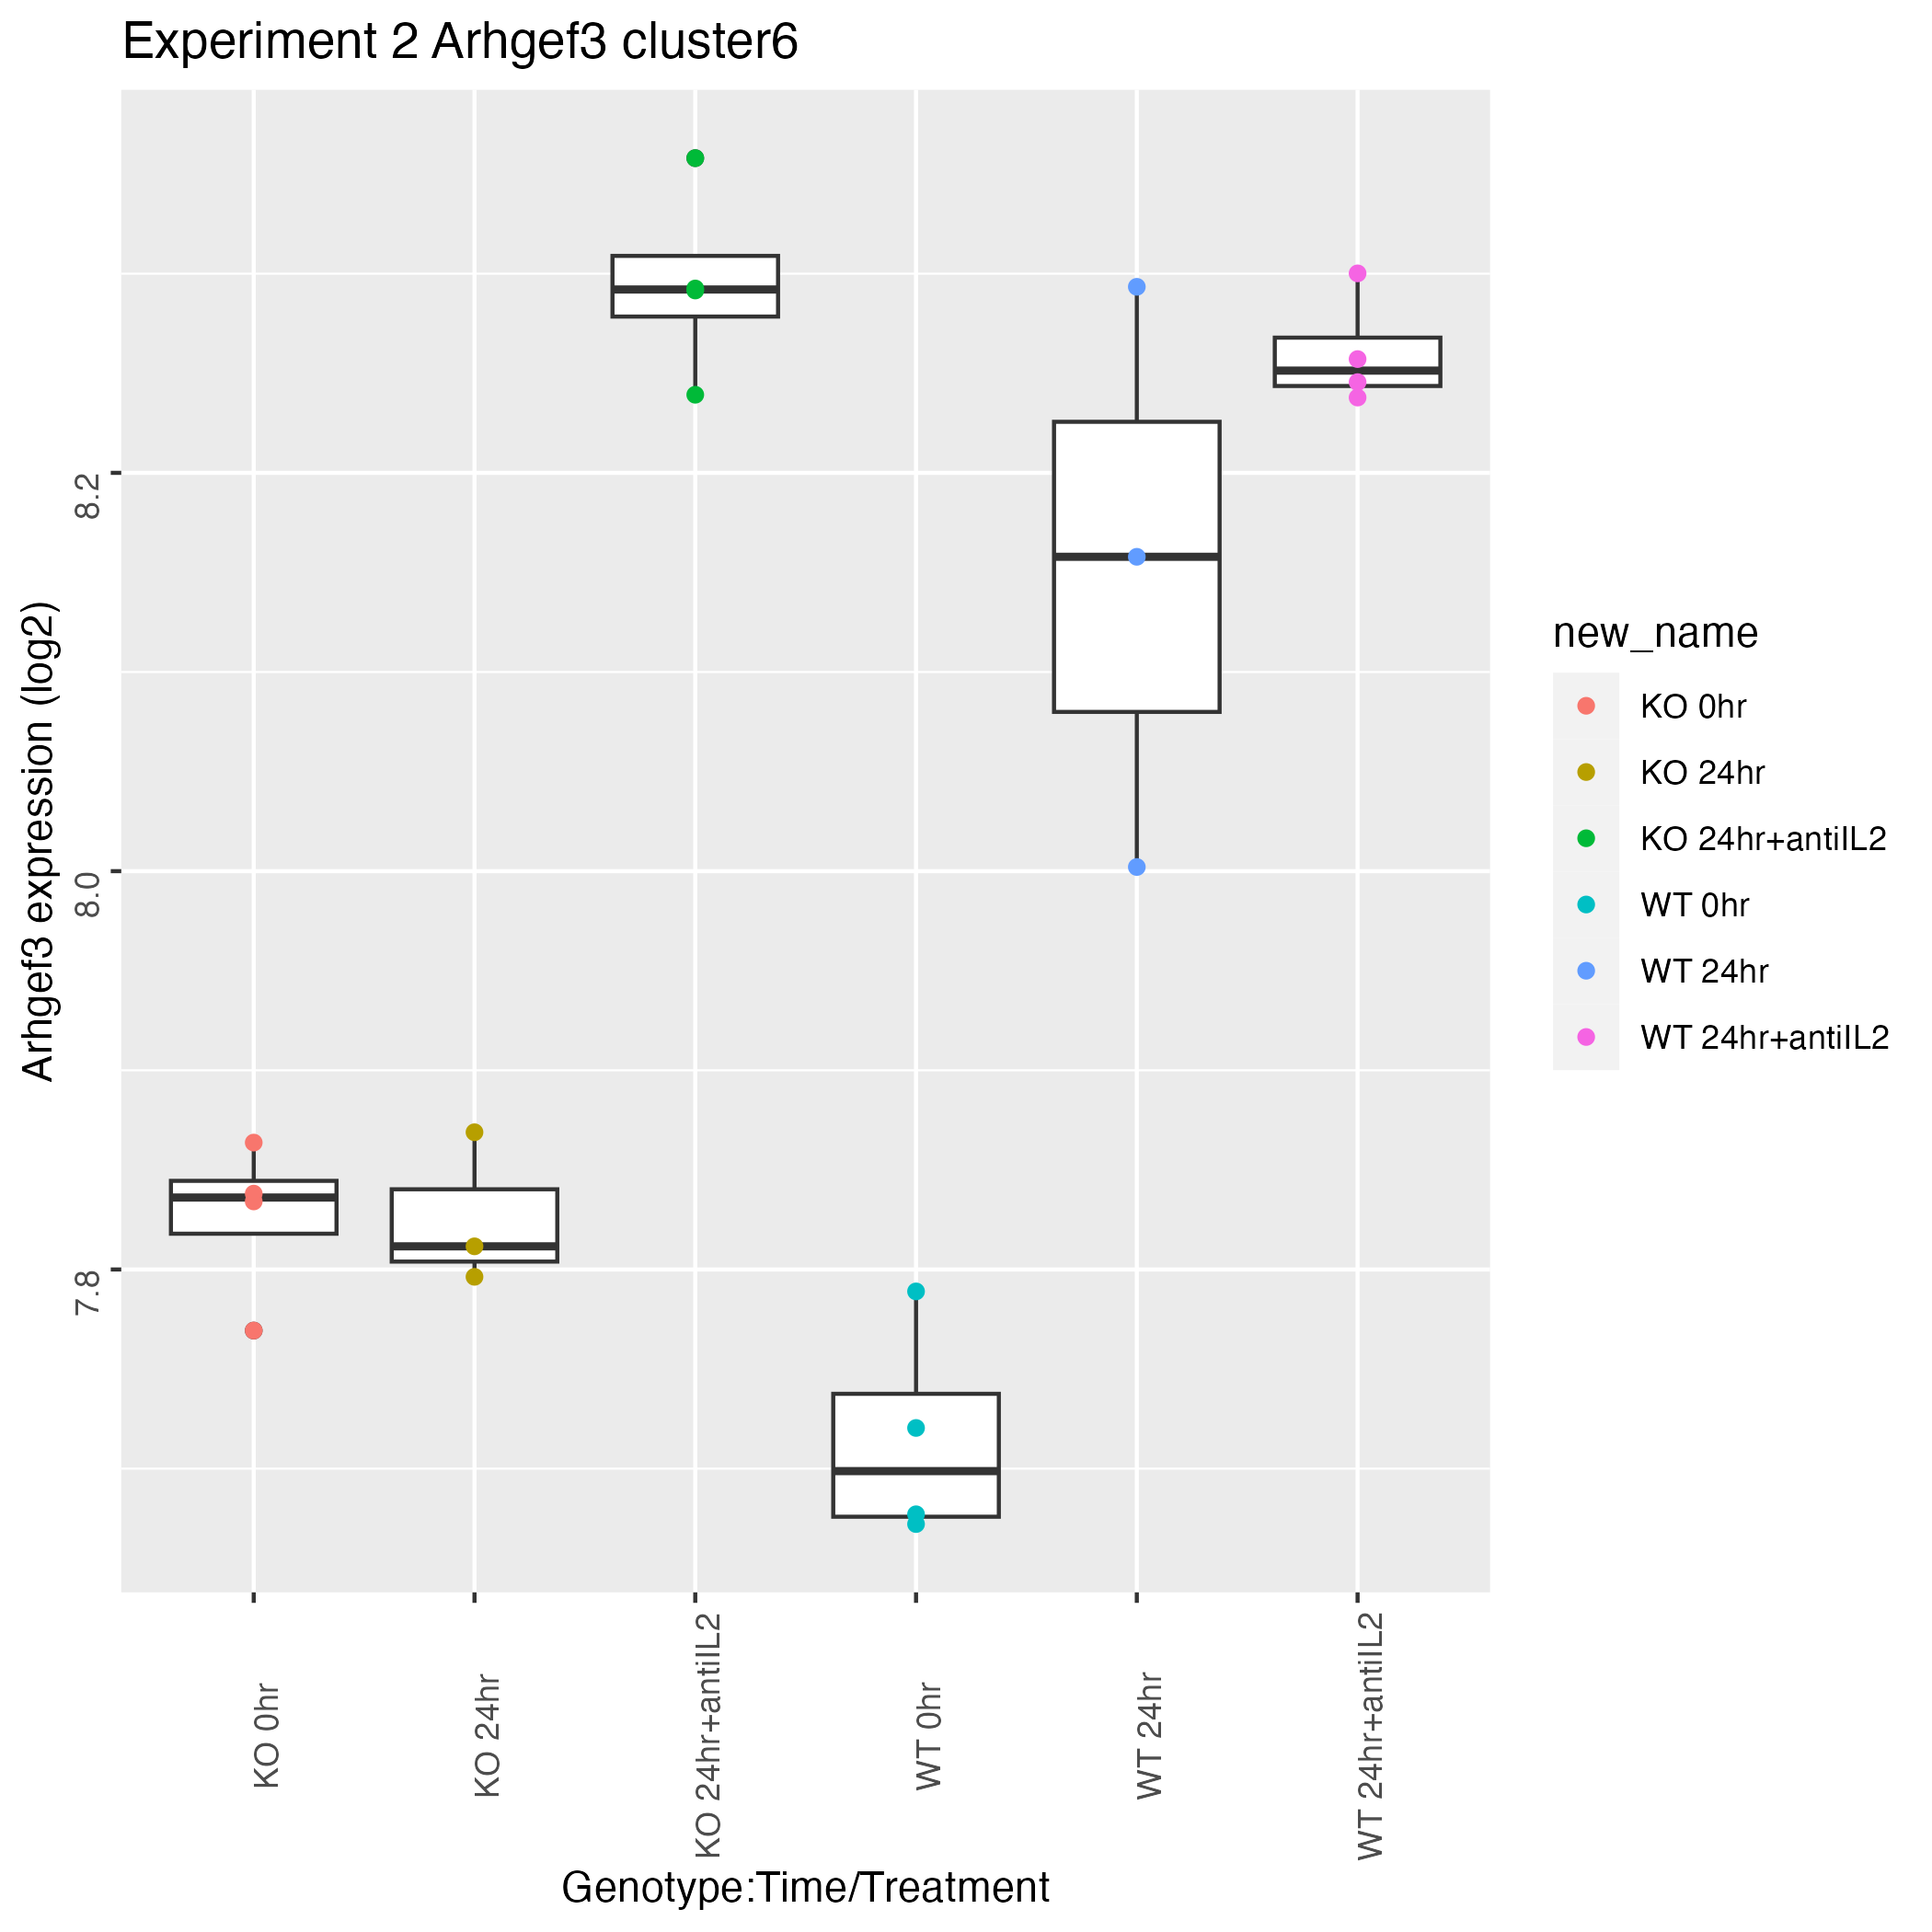 Experiment 2 Arhgef3 cluster6
Arhgef3 expression (log2)
8.2
8.0
7.8
KO 0hr
KO 24hr
KO 24hr+antiIL2
WT 0hr
WT 24hr
WT 24hr+antiIL2
Genotype:Time/Treatment
new_name
KO 0hr
KO 24hr
KO 24hr+antiIL2
WT 0hr
WT 24hr
WT 24hr+antiIL2